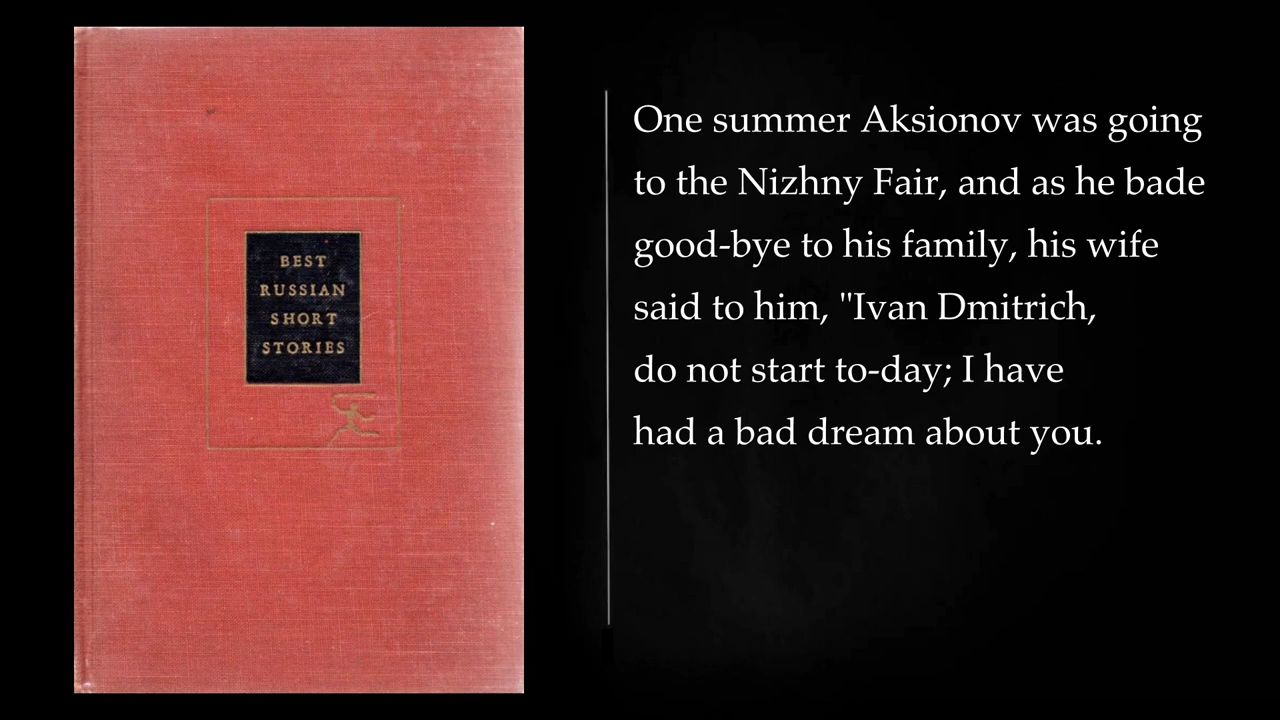 BEST
RUSSIAN
SHORT
STORIES
One summer Aksionov was going
to the Nizhny Fair, and as he bade
good-bye to his family, his wife
said to him, "Ivan Dmitrich,
do not start to-day; I have
had a bad dream about you.